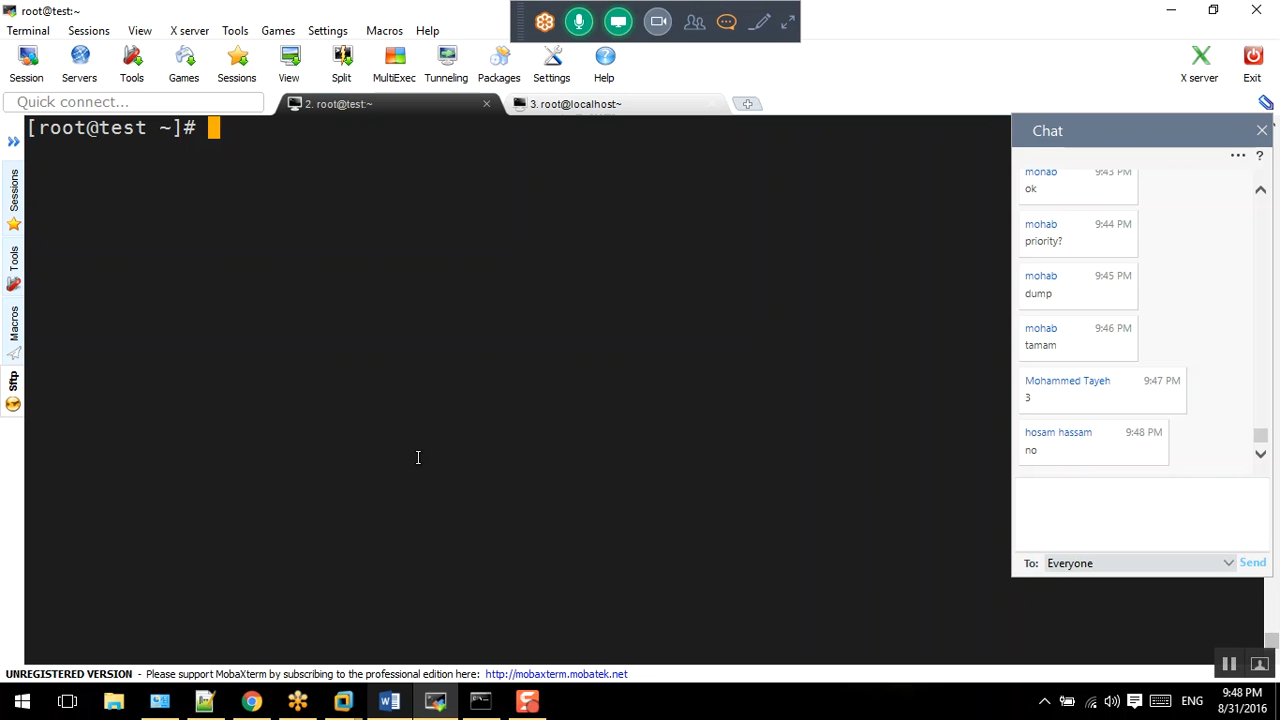 root@test:~
Terminal Sessions View X server Tools Games Settings Macros Help
Session Servers Tools Games Sessions View Split MultiExec Tunneling Packages Settings Help X server Exit
Quick connect...
2. root@test:~
3. root@localhost~
[root@test ~]#
Sessions
Tools
Macros
Sftp
Chat
?
mohab 9:43 PM
ok
mohab 9:44 PM
priority?
mohab 9:45 PM
dump
mohab 9:46 PM
tamam
Mohammed Tayeh 9:47 PM
3
hosam hassam 9:48 PM
no
To: Everyone Send
UNREGISTERED VERSION - Please support MobaXterm by subscribing to the professional edition here: http://mobaxterm.mobatek.net
ENG
9:48 PM
8/31/2016